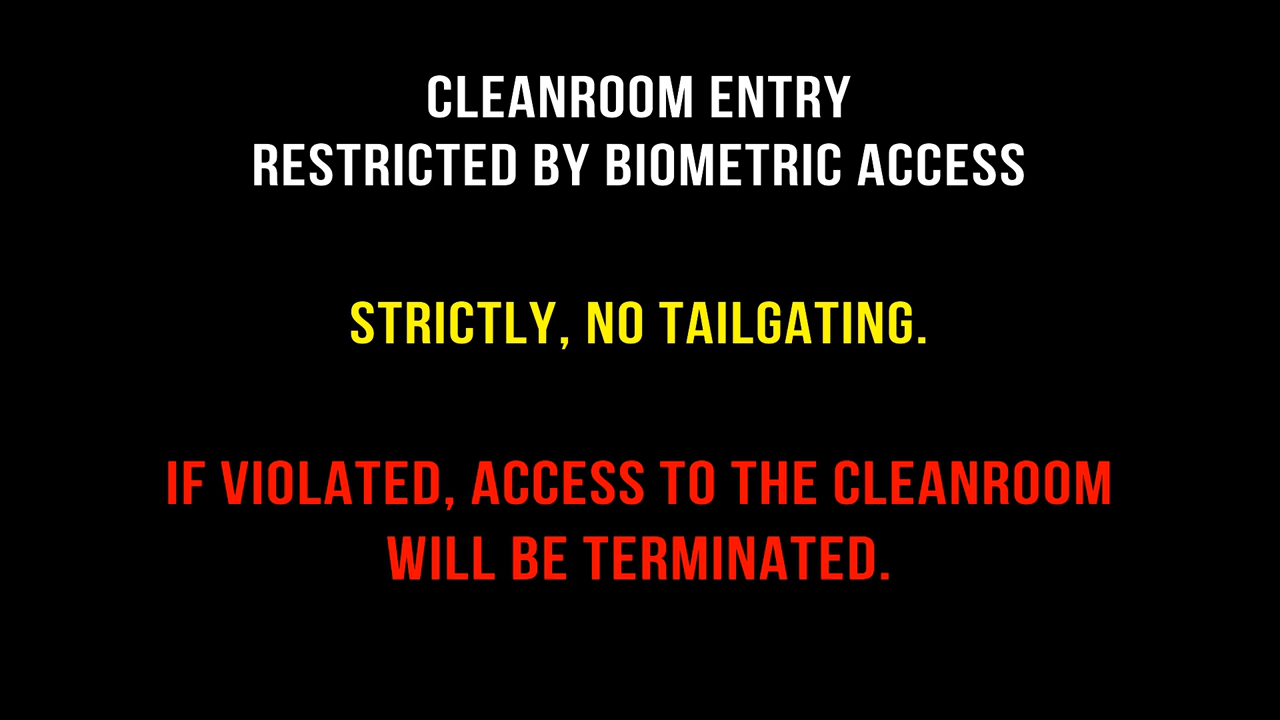 CLEANROOM ENTRY
RESTRICTED BY BIOMETRIC ACCESS
STRICTLY, NO TAILGATING.
IF VIOLATED, ACCESS TO THE CLEANROOM
WILL BE TERMINATED.